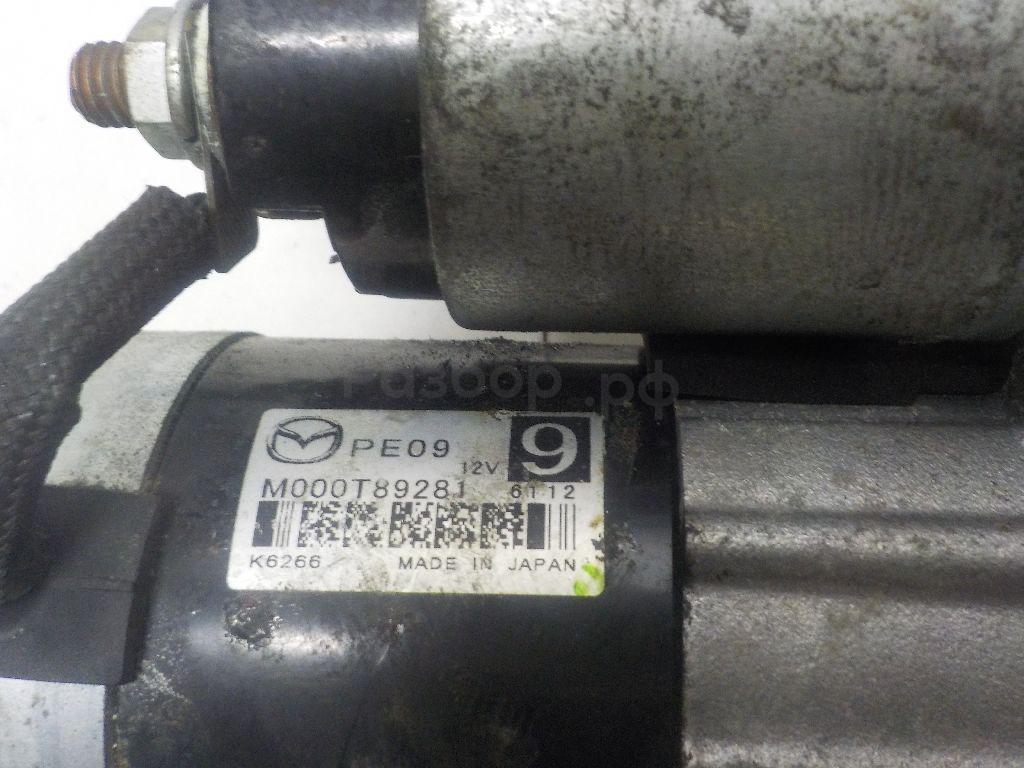 Разбор.рф
PE09
12V 9
M000T89281 6112
K6266 MADE IN JAPAN